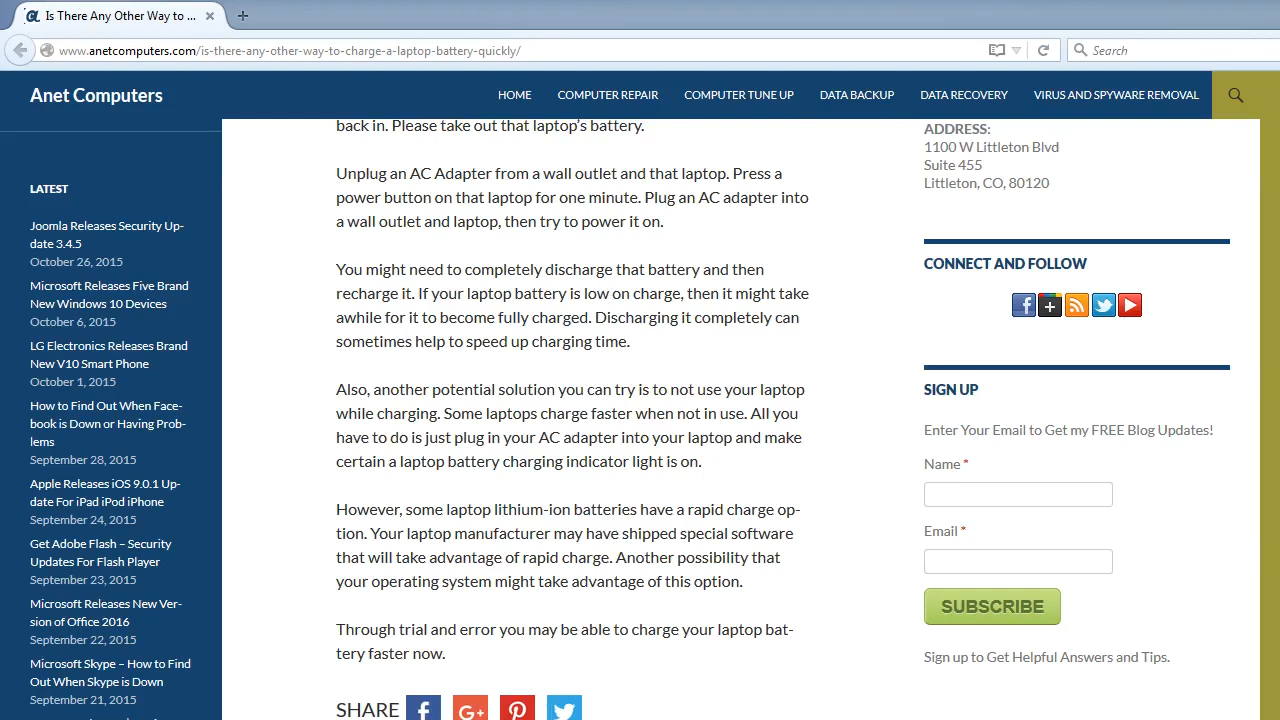 Is There Any Other Way to ...
www.anetcomputers.com/is-there-any-other-way-to-charge-a-laptop-battery-quickly/
Search
Anet Computers
HOME
COMPUTER REPAIR
COMPUTER TUNE UP
DATA BACKUP
DATA RECOVERY
VIRUS AND SPYWARE REMOVAL
LATEST
Joomla Releases Security Up-
date 3.4.5
October 26, 2015
Microsoft Releases Five Brand
New Windows 10 Devices
October 6, 2015
LG Electronics Releases Brand
New V10 Smart Phone
October 1, 2015
How to Find Out When Face-
book is Down or Having Prob-
lems
September 28, 2015
Apple Releases iOS 9.0.1 Up-
date For iPad iPod iPhone
September 24, 2015
Get Adobe Flash – Security
Updates For Flash Player
September 23, 2015
Microsoft Releases New Ver-
sion of Office 2016
September 22, 2015
Microsoft Skype – How to Find
Out When Skype is Down
September 21, 2015
back in. Please take out that laptop's battery.
Unplug an AC Adapter from a wall outlet and that laptop. Press a
power button on that laptop for one minute. Plug an AC adapter into
a wall outlet and laptop, then try to power it on.
You might need to completely discharge that battery and then
recharge it. If your laptop battery is low on charge, then it might take
awhile for it to become fully charged. Discharging it completely can
sometimes help to speed up charging time.
Also, another potential solution you can try is to not use your laptop
while charging. Some laptops charge faster when not in use. All you
have to do is just plug in your AC adapter into your laptop and make
certain a laptop battery charging indicator light is on.
However, some laptop lithium-ion batteries have a rapid charge op-
tion. Your laptop manufacturer may have shipped special software
that will take advantage of rapid charge. Another possibility that
your operating system might take advantage of this option.
Through trial and error you may be able to charge your laptop bat-
tery faster now.
SHARE
ADDRESS:
1100 W Littleton Blvd
Suite 455
Littleton, CO, 80120
CONNECT AND FOLLOW
SIGN UP
Enter Your Email to Get my FREE Blog Updates!
Name *
Email *
SUBSCRIBE
Sign up to Get Helpful Answers and Tips.